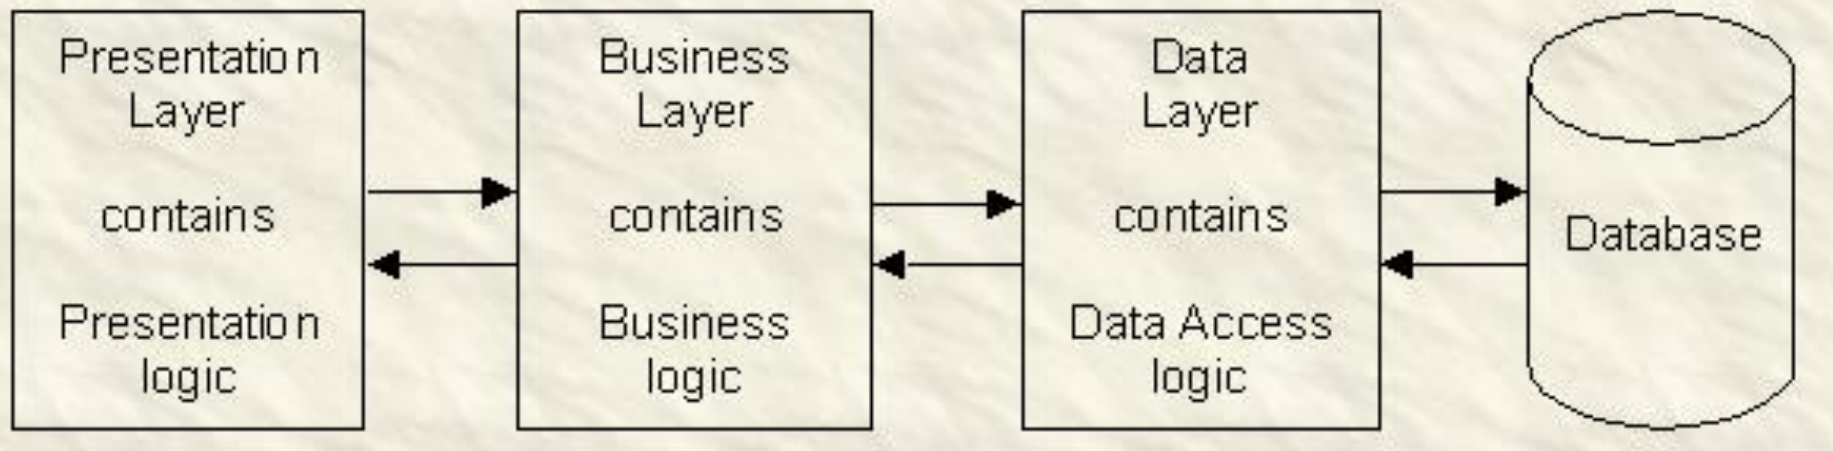 Presentation
Layer
contains
Presentation
logic
Business
Layer
contains
Business
logic
Data
Layer
contains
Data Access
logic
Database